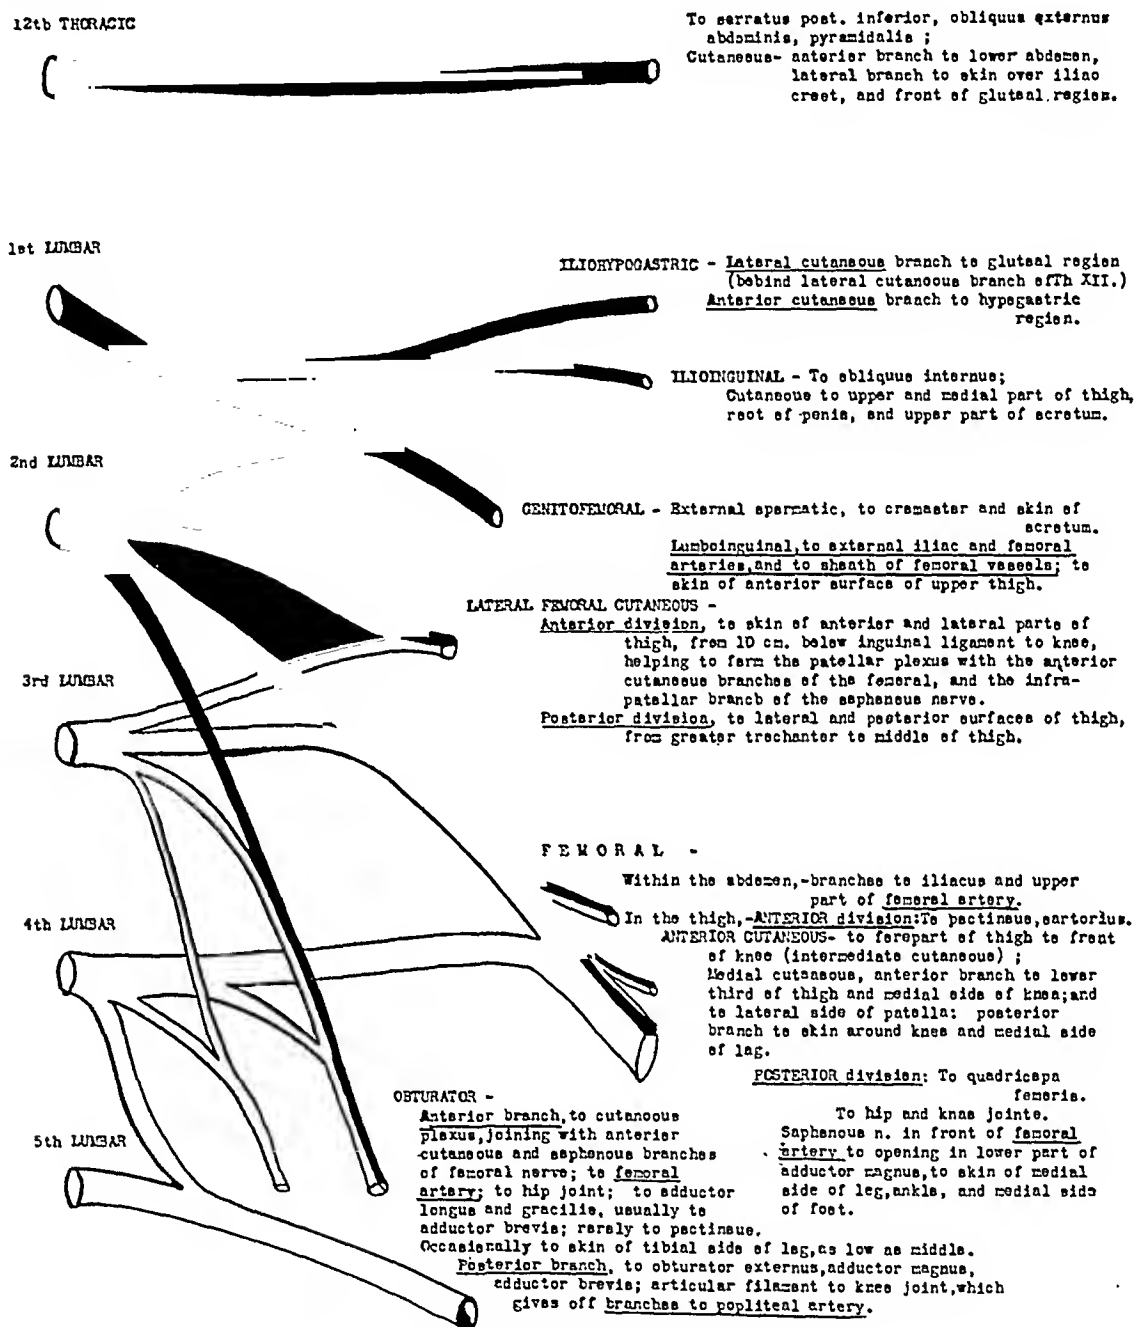 12tb THORACIC
To serratus post. inferior, obliquus externus
abdominis, pyramidalis ;
Cutaneous- anterior branch to lower abdomen,
lateral branch to skin over iliac
crest, and front of gluteal region.
1st LUMBAR
ILIOHYPOGASTRIC - Lateral cutaneous branch to gluteal region
(behind lateral cutaneous branch of Th XII.)
Anterior cutaneous branch to hypogastric
region.
ILIOINGUINAL - To obliquus internus;
Cutaneous to upper and medial part of thigh,
root of penis, and upper part of scrotum.
2nd LUMBAR
GENITOFEMORAL - External spermatic, to cremaster and skin of
scrotum.
Lumboinguinal, to external iliac and femoral
arteries, and to sheath of femoral vessels; to
skin of anterior surface of upper thigh.
LATERAL FEMORAL CUTANEOUS -
Anterior division, to skin of anterior and lateral parts of
thigh, from 10 cm. below inguinal ligament to knee,
helping to form the patellar plexus with the anterior
cutaneous branches of the femoral, and the infra-
patellar branch of the saphenous nerve.
Posterior division, to lateral and posterior surfaces of thigh,
from greater trochanter to middle of thigh.
3rd LUMBAR
FEMORAL -
Within the abdomen,-branches to iliacus and upper
part of femoral artery.
In the thigh,-ANTERIOR division:To pectineus,sartorius.
ANTERIOR CUTANEOUS- to forepart of thigh to front
of knee (intermediate cutaneous) ;
Medial cutaneous, anterior branch to lower
third of thigh and medial side of knee;and
to lateral side of patella: posterior
branch to skin around knee and medial side
of leg.
4th LUMBAR
POSTERIOR division: To quadriceps
femoris.
To hip and knee joints.
Saphenous n. in front of femoral
artery to opening in lower part of
adductor magnus,to skin of medial
side of leg,ankle, and medial side
of foot.
OBTURATOR -
Anterior branch, to cutaneous
plexus,joining with anterior
cutaneous and saphenous branches
of femoral nerve; to femoral
artery; to hip joint; to adductor
longus and gracilis, usually to
adductor brevis; rarely to pectineus.
Occasionally to skin of tibial side of leg,as low as middle.
Posterior branch, to obturator externus,adductor magnus,
adductor brevis; articular filament to knee joint,which
gives off branches to popliteal artery.
5th LUMBAR